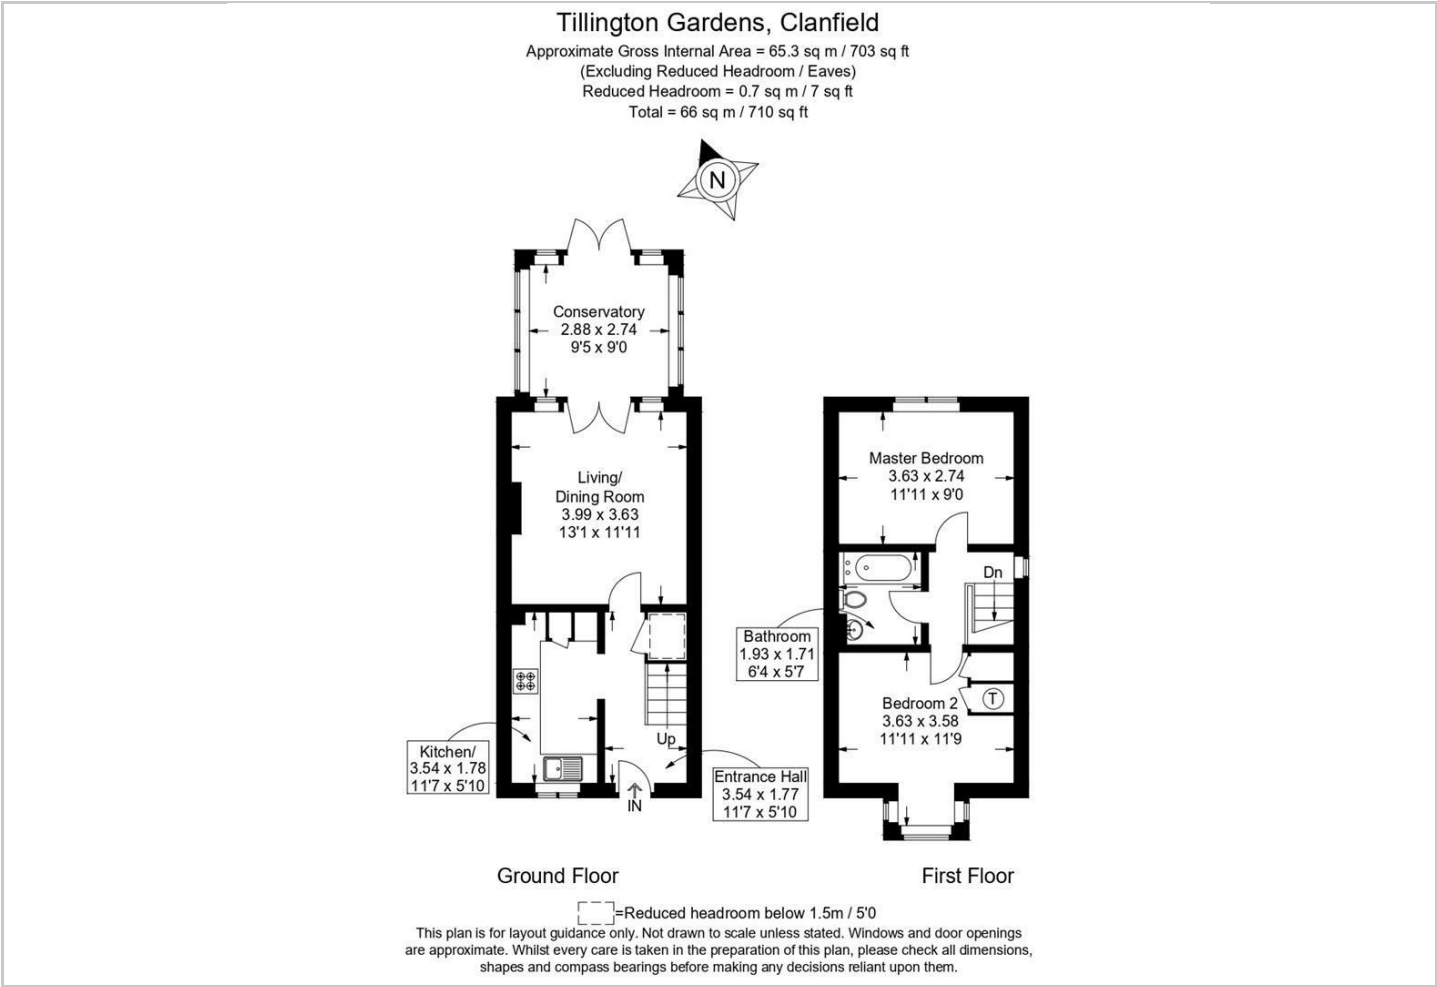 Tillington Gardens, Clanfield
Approximate Gross Internal Area = 65.3 sq m / 703 sq ft
(Excluding Reduced Headroom / Eaves)
Reduced Headroom = 0.7 sq m / 7 sq ft
Total = 66 sq m / 710 sq ft
N
Conservatory
2.88 x 2.74
9'5 x 9'0
Living/
Dining Room
3.99 x 3.63
13'1 x 11'11
Up
Kitchen/
3.54 x 1.78
11'7 x 5'10
IN
Entrance Hall
3.54 x 1.77
11'7 x 5'10
Master Bedroom
3.63 x 2.74
11'11 x 9'0
Dn
Bathroom
1.93 x 1.71
6'4 x 5'7
T
Bedroom 2
3.63 x 3.58
11'11 x 11'9
Ground Floor
First Floor
=Reduced headroom below 1.5m / 5'0
This plan is for layout guidance only. Not drawn to scale unless stated. Windows and door openings
are approximate. Whilst every care is taken in the preparation of this plan, please check all dimensions,
shapes and compass bearings before making any decisions reliant upon them.